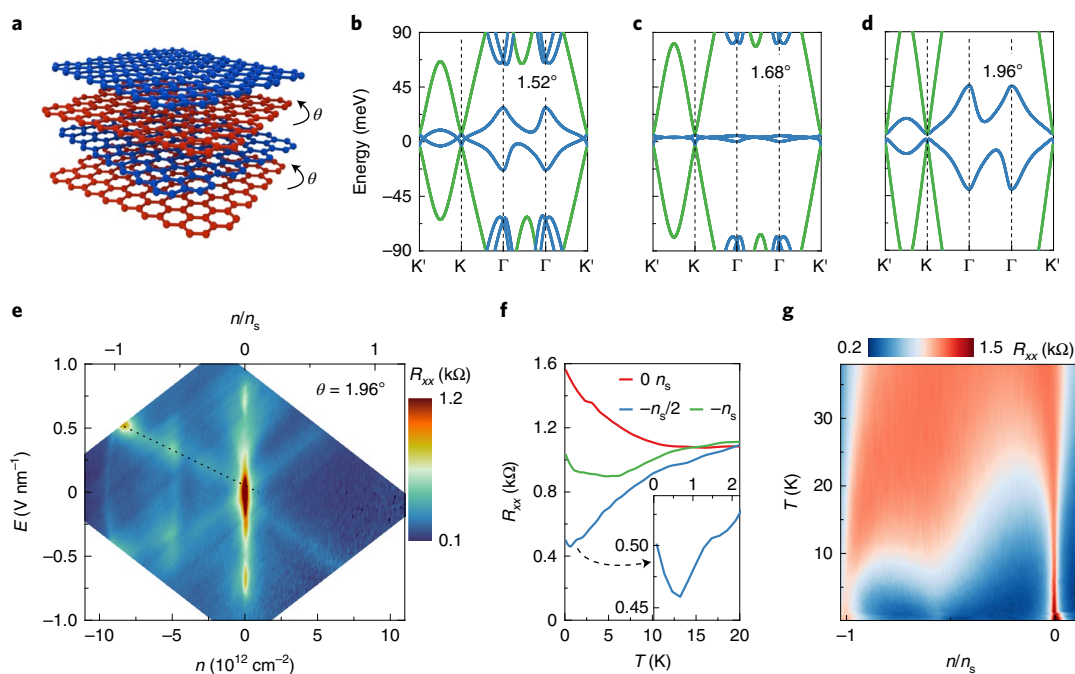 a
θ
θ
b
90
45
0
−45
−90
Energy (meV)
1.52°
K' K Γ Γ K'
c
1.68°
K' K Γ Γ K'
d
1.96°
K' K Γ Γ K'
e
n/ns
−1 0 1
1.0
0.5
0
−0.5
−1.0
E (V nm−1)
θ = 1.96°
Rxx (kΩ)
1.2
0.1
−10 −5 0 5 10
n (10¹² cm−2)
f
1.6
1.2
0.8
0.4
0
Rxx (kΩ)
0 ns
−ns/2 −ns
0 1 2
0.50
0.45
0 5 10 15 20
T (K)
g
0.2 1.5 Rxx (kΩ)
30
20
10
0
T (K)
−1 0
n/ns